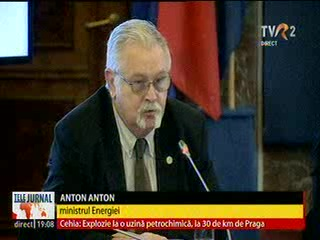 TVR2
DIRECT
TELE JURNAL
ANTON ANTON
ministrul Energiei
direct 19:08
Cehia: Explozie la o uzină petrochimică, la 30 de km de Praga